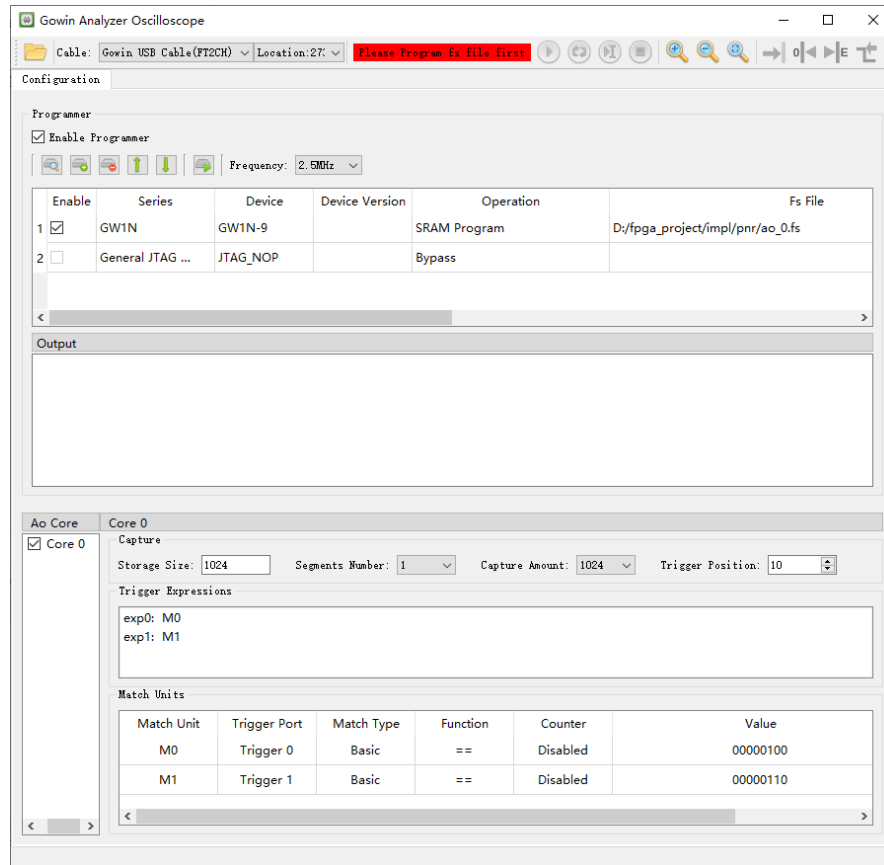 Gowin Analyzer Oscilloscope
Cable: Gowin USB Cable(FT2CH) Location:27 Please Program fs file first
Configuration
Programmer
Enable Programmer
Frequency: 2.5MHz
Enable Series Device Device Version Operation Fs File
1 GW1N GW1N-9 SRAM Program D:/fpga_project/impl/pnr/ao_0.fs
2 General JTAG ... JTAG_NOP Bypass
Output
Ao Core Core 0
Core 0
Capture
Storage Size: 1024 Segments Number: 1 Capture Amount: 1024 Trigger Position: 10
Trigger Expressions
exp0: M0
exp1: M1
Match Units
Match Unit Trigger Port Match Type Function Counter Value
M0 Trigger 0 Basic == Disabled 00000100
M1 Trigger 1 Basic == Disabled 00000110